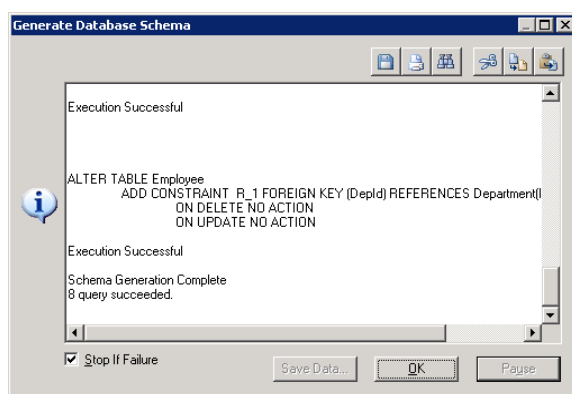 Generate Database Schema
Execution Successful
ALTER TABLE Employee
ADD CONSTRAINT R_1 FOREIGN KEY (DepId) REFERENCES Department(
ON DELETE NO ACTION
ON UPDATE NO ACTION
Execution Successful
Schema Generation Complete
8 query succeeded.
Stop If Failure
Save Data...
OK
Pause